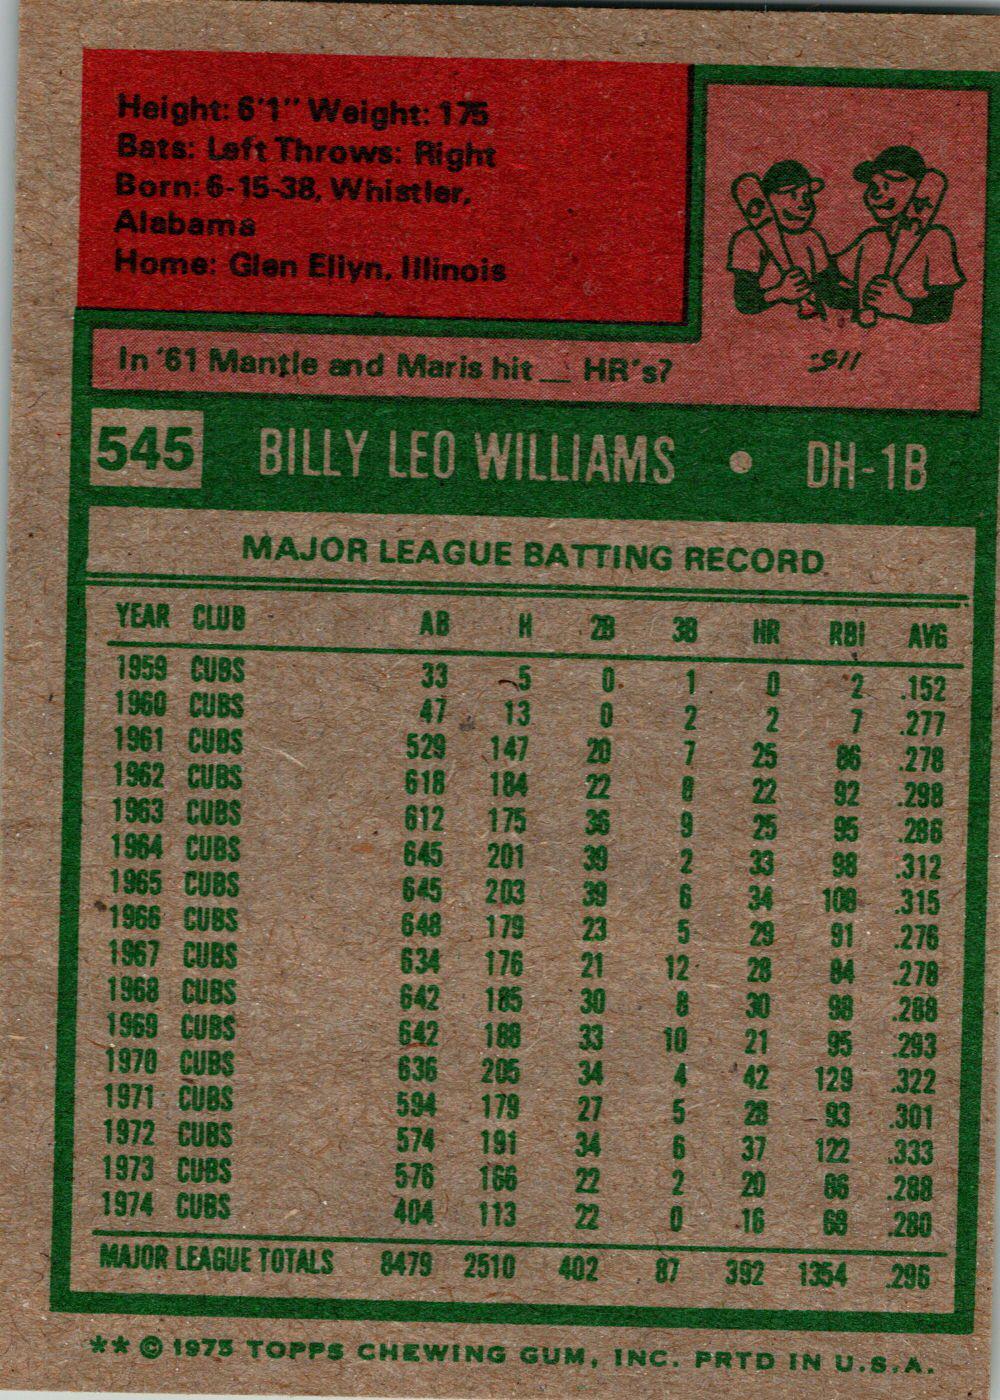 Height: 6'1" Weight: 175
Bats: Left Throws: Right
Born: 6-15-38, Whistler,
Alabama
Home: Glen Ellyn, Illinois
In '61 Mantle and Maris hit __ HR's?
115.
545 BILLY LEO WILLIAMS • DH-1B
MAJOR LEAGUE BATTING RECORD
YEAR CLUB AB H 2B 3B HR RBI AVG
1959 CUBS 33 5 0 1 0 2 .152
1960 CUBS 47 13 0 2 2 7 .277
1961 CUBS 529 147 20 7 25 86 .278
1962 CUBS 618 184 22 8 22 92 .298
1963 CUBS 612 175 36 9 25 95 .286
1964 CUBS 645 201 39 2 33 98 .312
1965 CUBS 645 203 39 6 34 108 .315
1966 CUBS 648 179 23 5 29 91 .276
1967 CUBS 634 176 21 12 28 84 .278
1968 CUBS 642 185 30 8 30 98 .288
1969 CUBS 642 188 33 10 21 95 .293
1970 CUBS 636 205 34 4 42 129 .322
1971 CUBS 594 179 27 5 28 93 .301
1972 CUBS 574 191 34 6 37 122 .333
1973 CUBS 576 166 22 2 20 86 .288
1974 CUBS 404 113 22 0 16 68 .280
MAJOR LEAGUE TOTALS 8479 2510 402 87 392 1354 .296
** © 1975 TOPPS CHEWING GUM, INC. PRTD IN U.S.A.